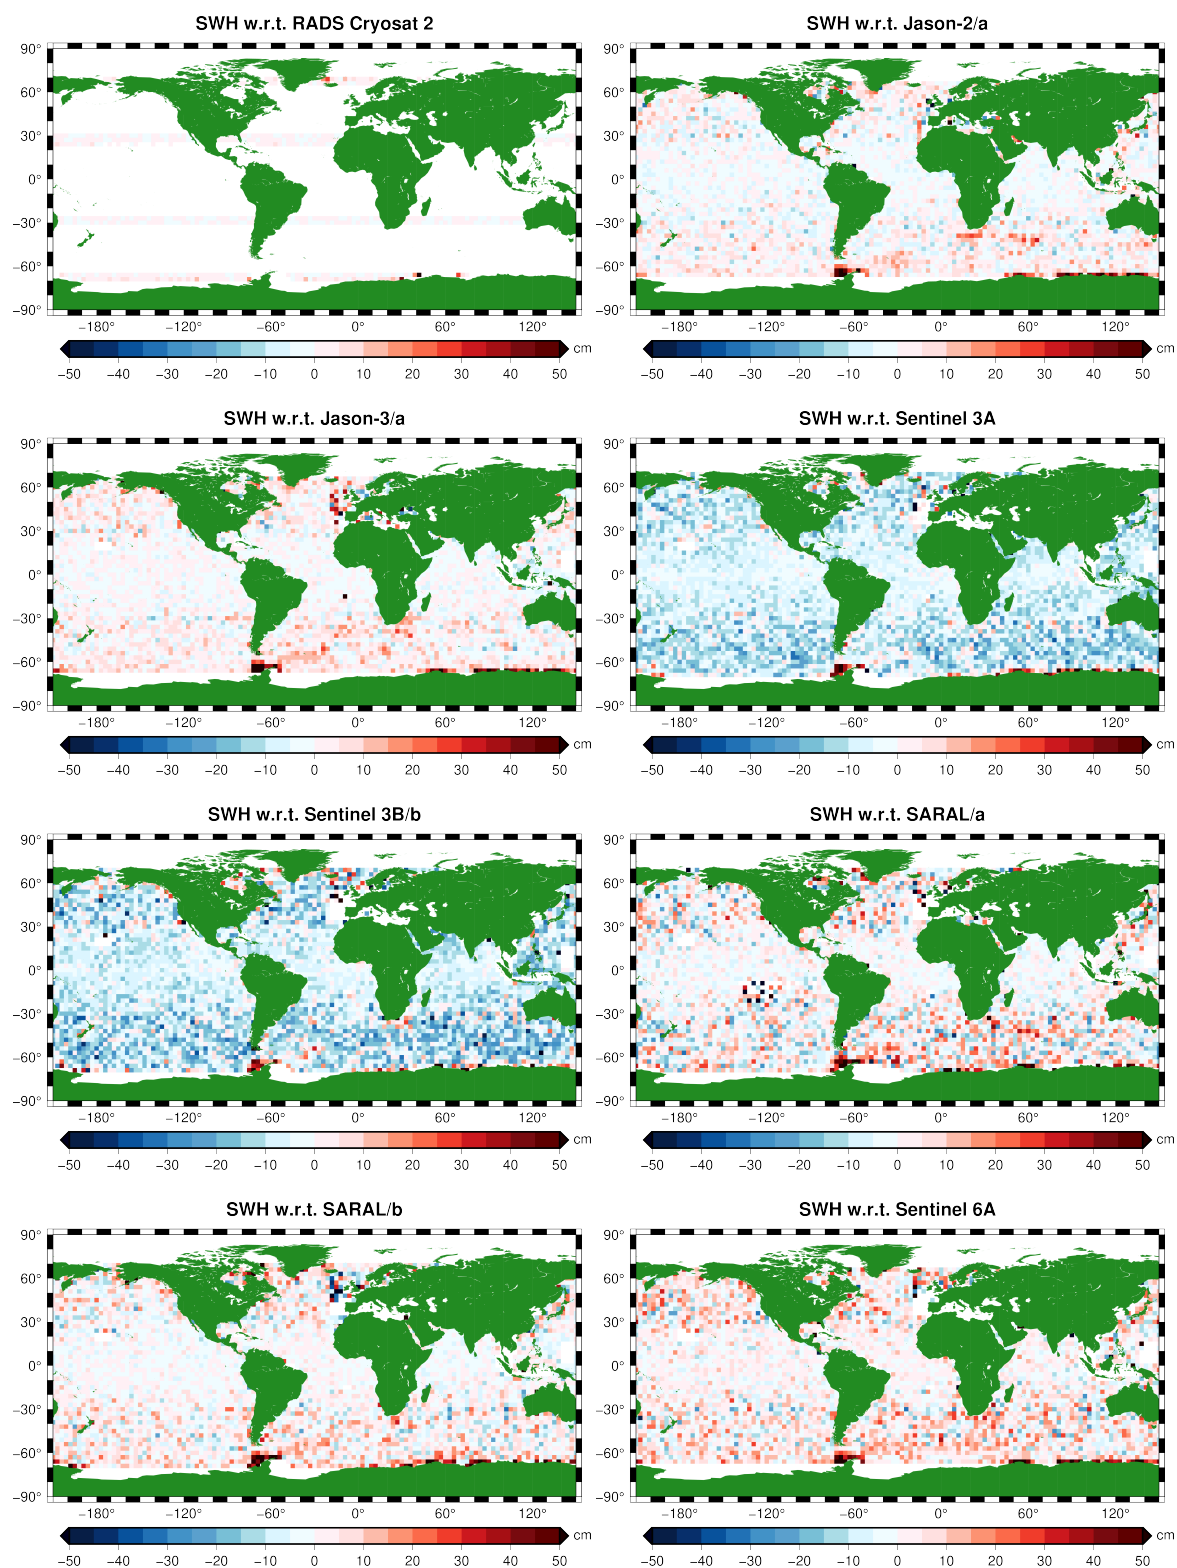 SWH w.r.t. RADS Cryosat 2
90°
60°
30°
0°
−30°
−60°
−90°
−180° −120° −60° 0° 60° 120°
cm
−50 −40 −30 −20 −10 0 10 20 30 40 50
SWH w.r.t. Jason-2/a
90°
60°
30°
0°
−30°
−60°
−90°
−180° −120° −60° 0° 60° 120°
cm
−50 −40 −30 −20 −10 0 10 20 30 40 50
SWH w.r.t. Jason-3/a
90°
60°
30°
0°
−30°
−60°
−90°
−180° −120° −60° 0° 60° 120°
cm
−50 −40 −30 −20 −10 0 10 20 30 40 50
SWH w.r.t. Sentinel 3A
90°
60°
30°
0°
−30°
−60°
−90°
−180° −120° −60° 0° 60° 120°
cm
−50 −40 −30 −20 −10 0 10 20 30 40 50
SWH w.r.t. Sentinel 3B/b
90°
60°
30°
0°
−30°
−60°
−90°
−180° −120° −60° 0° 60° 120°
cm
−50 −40 −30 −20 −10 0 10 20 30 40 50
SWH w.r.t. SARAL/a
90°
60°
30°
0°
−30°
−60°
−90°
−180° −120° −60° 0° 60° 120°
cm
−50 −40 −30 −20 −10 0 10 20 30 40 50
SWH w.r.t. SARAL/b
90°
60°
30°
0°
−30°
−60°
−90°
−180° −120° −60° 0° 60° 120°
cm
−50 −40 −30 −20 −10 0 10 20 30 40 50
SWH w.r.t. Sentinel 6A
90°
60°
30°
0°
−30°
−60°
−90°
−180° −120° −60° 0° 60° 120°
cm
−50 −40 −30 −20 −10 0 10 20 30 40 50